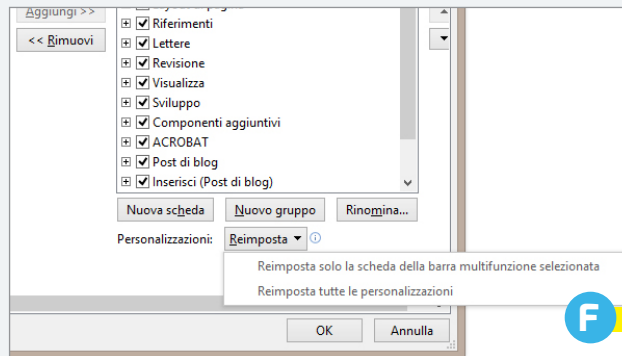 Aggiungi >>
<< Rimuovi
Riferimenti
Lettere
Revisione
Visualizza
Sviluppo
Componenti aggiuntivi
ACROBAT
Post di blog
Inserisci (Post di blog)
Nuova scheda Nuovo gruppo Rinomina...
Personalizzazioni: Reimposta
Reimposta solo la scheda della barra multifunzione selezionata
Reimposta tutte le personalizzazioni
OK Annulla
F